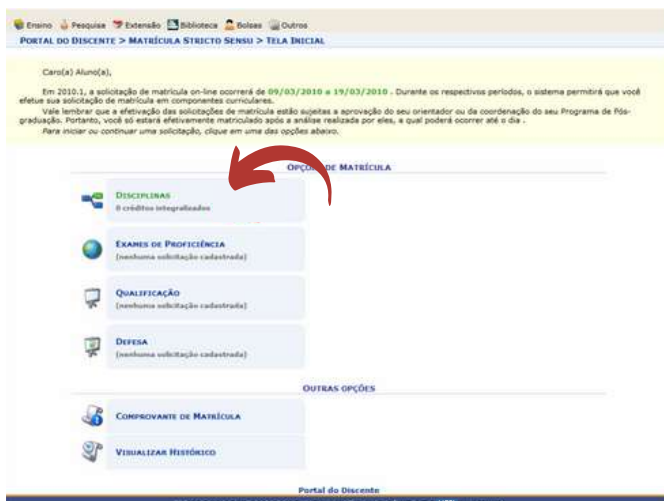 Ensino Pesquisa Extensão Biblioteca Bolsas Outros
PORTAL DO DISCENTE > MATRÍCULA STRICTO SENSU > TELA INICIAL
Caro(a) Aluno(a),
Em 2010.1, a solicitação de matrícula on-line ocorrerá de 09/03/2010 a 19/03/2010 . Durante os respectivos períodos, o sistema permitirá que você
efetue sua solicitação de matrícula em componentes curriculares.
Vale lembrar que a efetivação das solicitações de matrícula estão sujeitas a aprovação do seu orientador ou da coordenação do seu Programa de Pós-
graduação. Portanto, você só estará efetivamente matriculado após a análise realizada por eles, a qual poderá ocorrer até o dia .
Para iniciar ou continuar uma solicitação, clique em uma das opções abaixo.
DE MATRÍCULA
DISCIPLINAS
0 créditos integralizados
EXAMES DE PROFICIÊNCIA
[nenhuma solicitação cadastrada]
QUALIFICAÇÃO
[nenhuma solicitação cadastrada]
DEFESA
[nenhuma solicitação cadastrada]
OUTRAS OPÇÕES
COMPROVANTE DE MATRÍCULA
VISUALIZAR HISTÓRICO
Portal do Discente